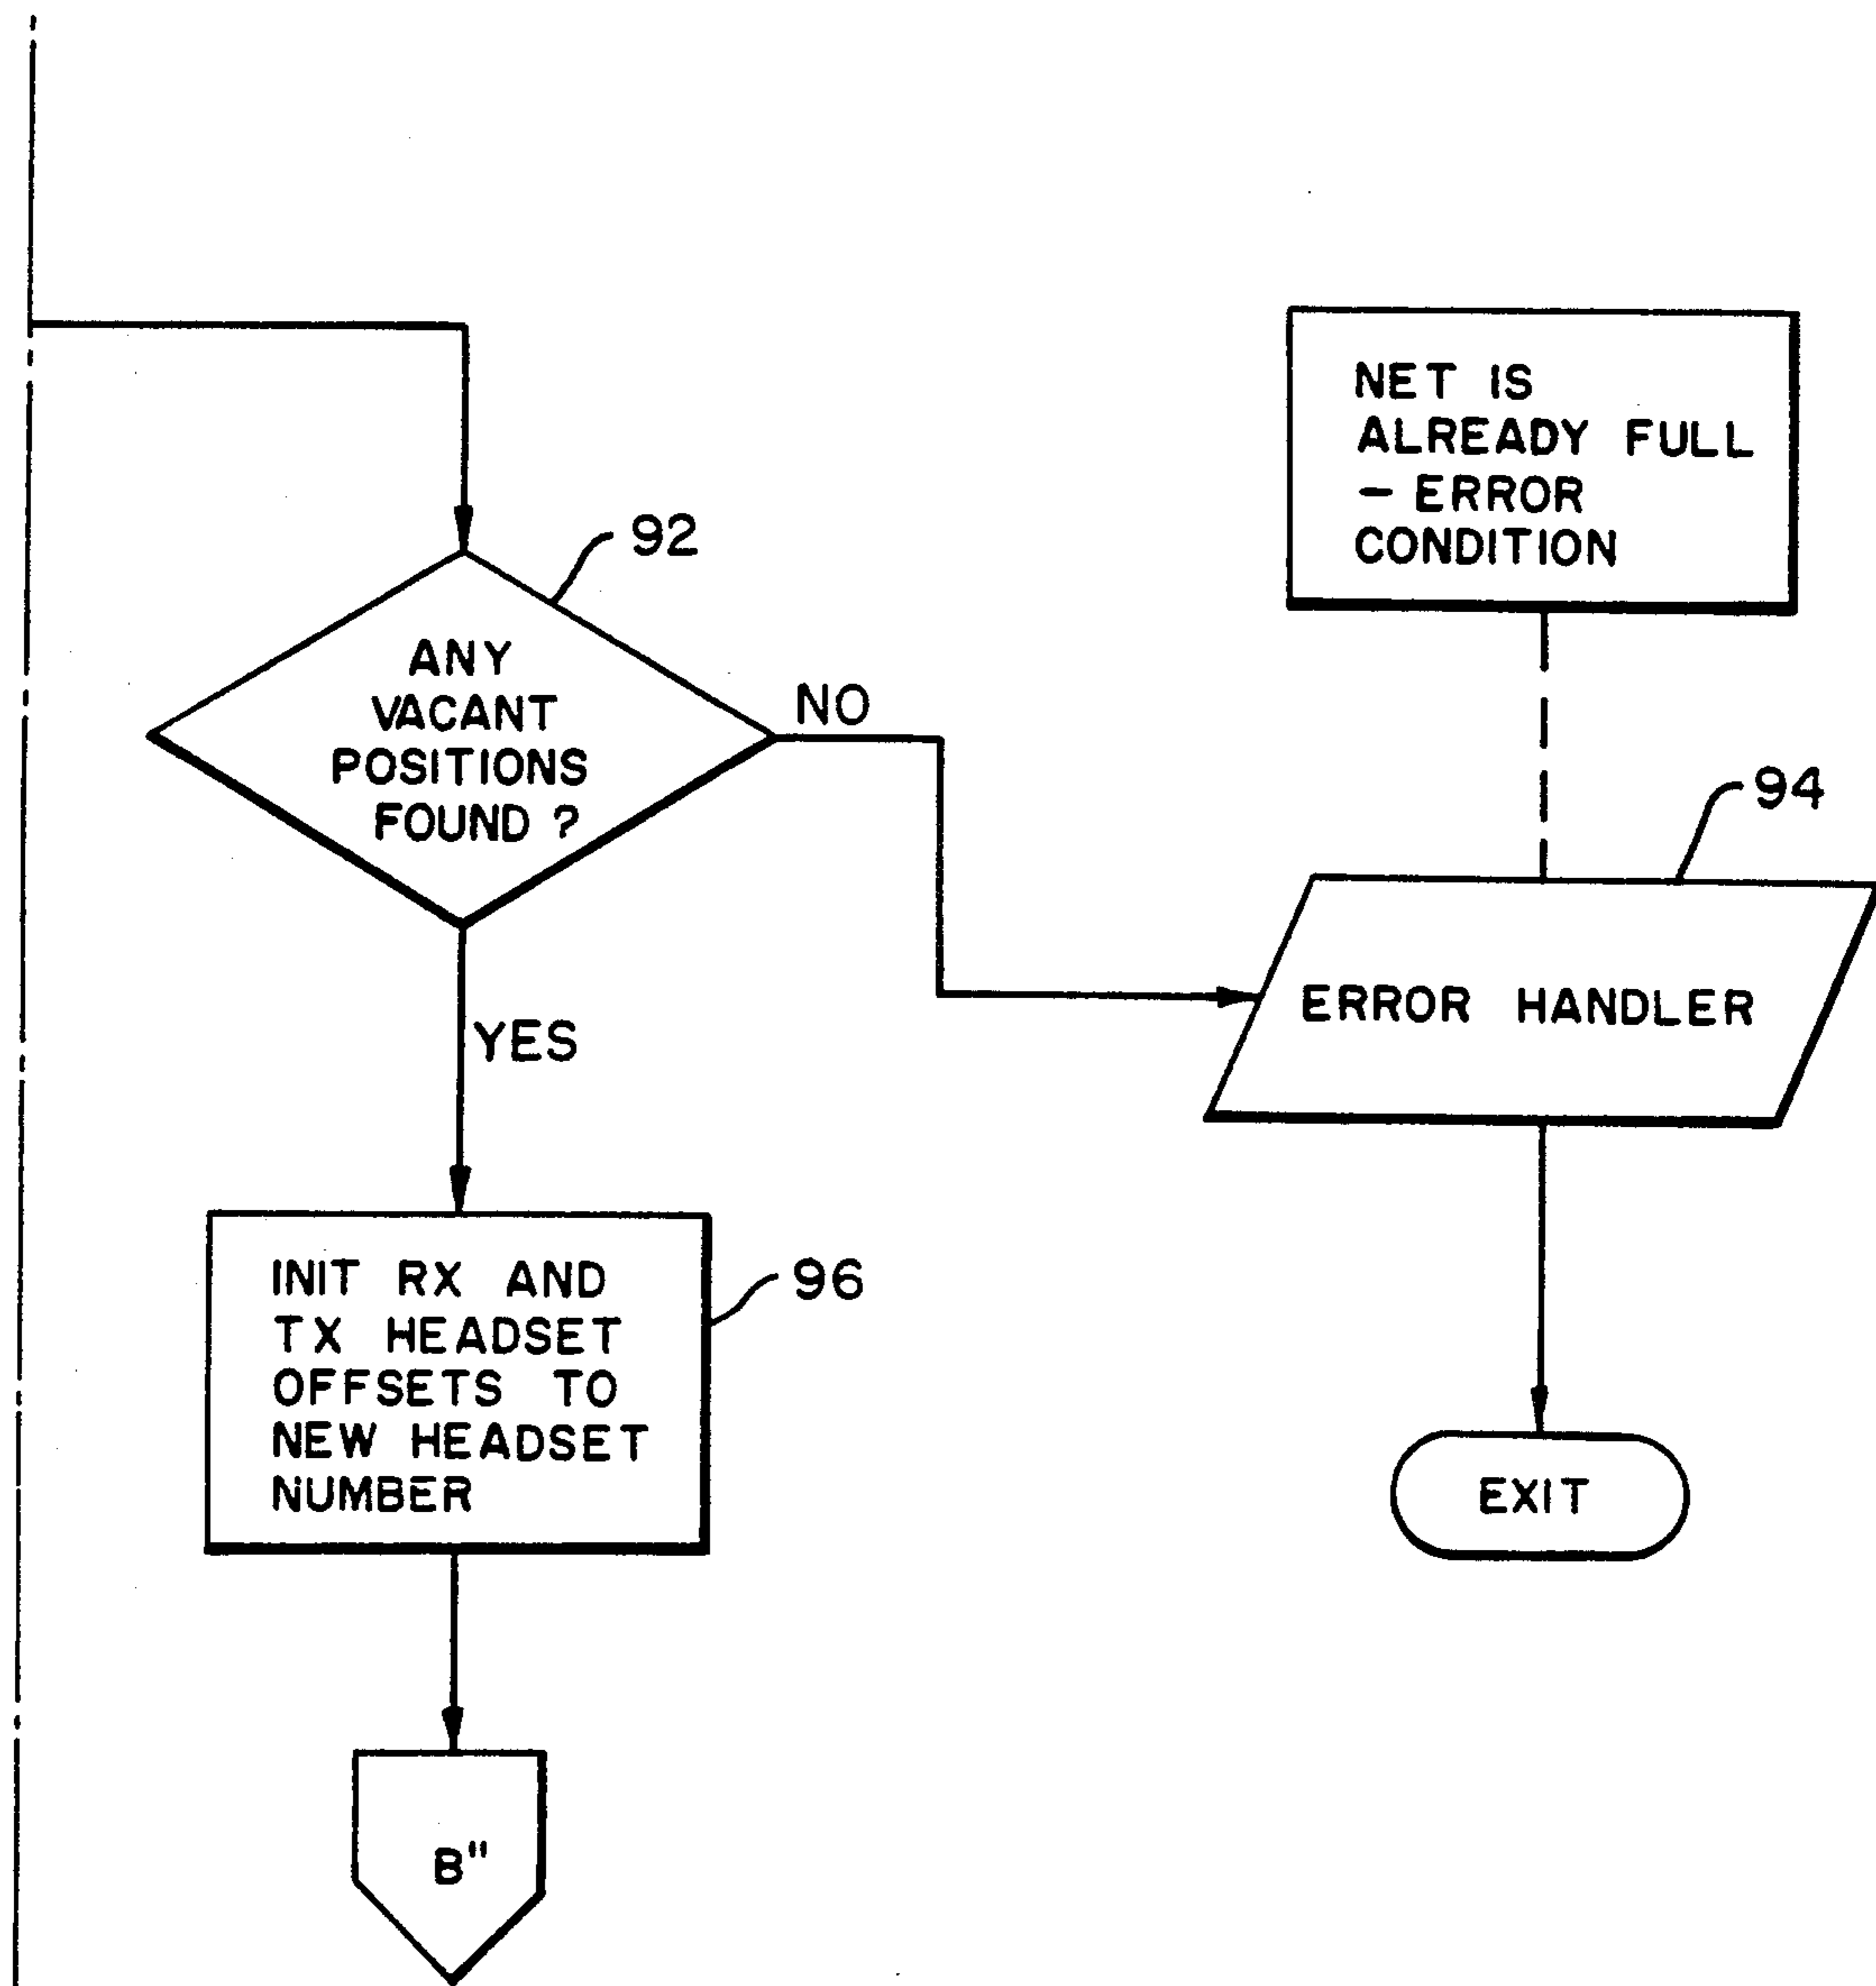 NET IS
ALREADY FULL
– ERROR
CONDITION
92
ANY
VACANT
POSITIONS
FOUND ?
NO
94
ERROR HANDLER
YES
INIT RX AND
TX HEADSET
OFFSETS TO
NEW HEADSET
NUMBER
96
EXIT
B"